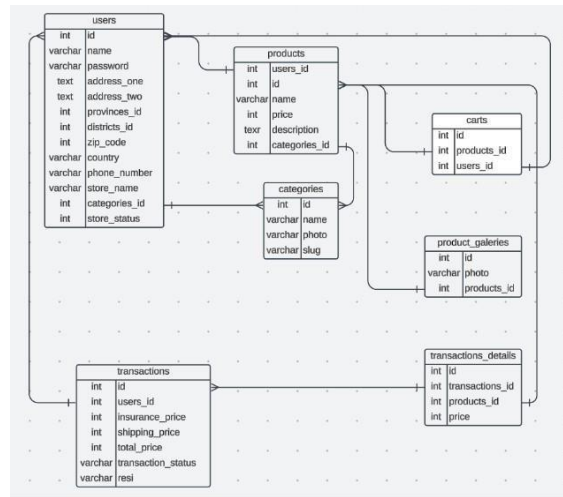 users
int id
varchar name
varchar password
text address_one
text address_two
int provinces_id
int districts_id
int zip_code
varchar country
varchar phone_number
varchar store_name
int categories_id
int store_status
products
int users_id
int id
varchar name
int price
texr description
int categories_id
carts
int id
int products_id
int users_id
categories
int id
varchar name
varchar photo
varchar slug
product_galeries
int id
varchar photo
int products_id
transactions
int id
int users_id
int insurance_price
int shipping_price
int total_price
varchar transaction_status
varchar resi
transactions_details
int id
int transactions_id
int products_id
int price